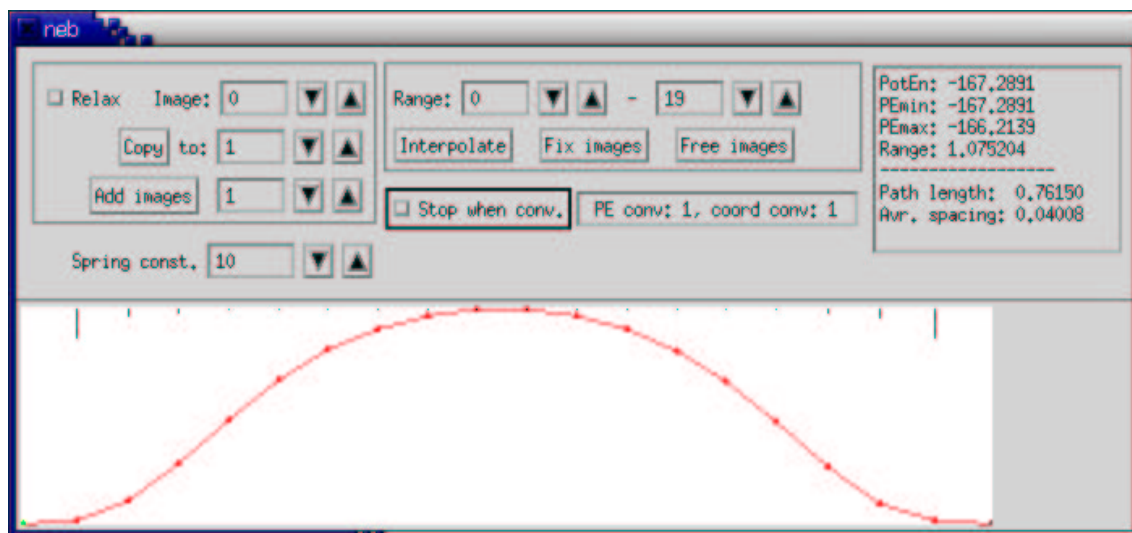 neb
Relax Image: 0
Copy to: 1
Add images 1
Spring const. 10
Range: 0 - 19
Interpolate Fix images Free images
Stop when conv. PE conv: 1, coord conv: 1
PotEn: -167.2891
PEmin: -167.2891
PEmax: -166.2139
Range: 1.075204
------------------
Path length: 0.76150
Avr. spacing: 0.04008